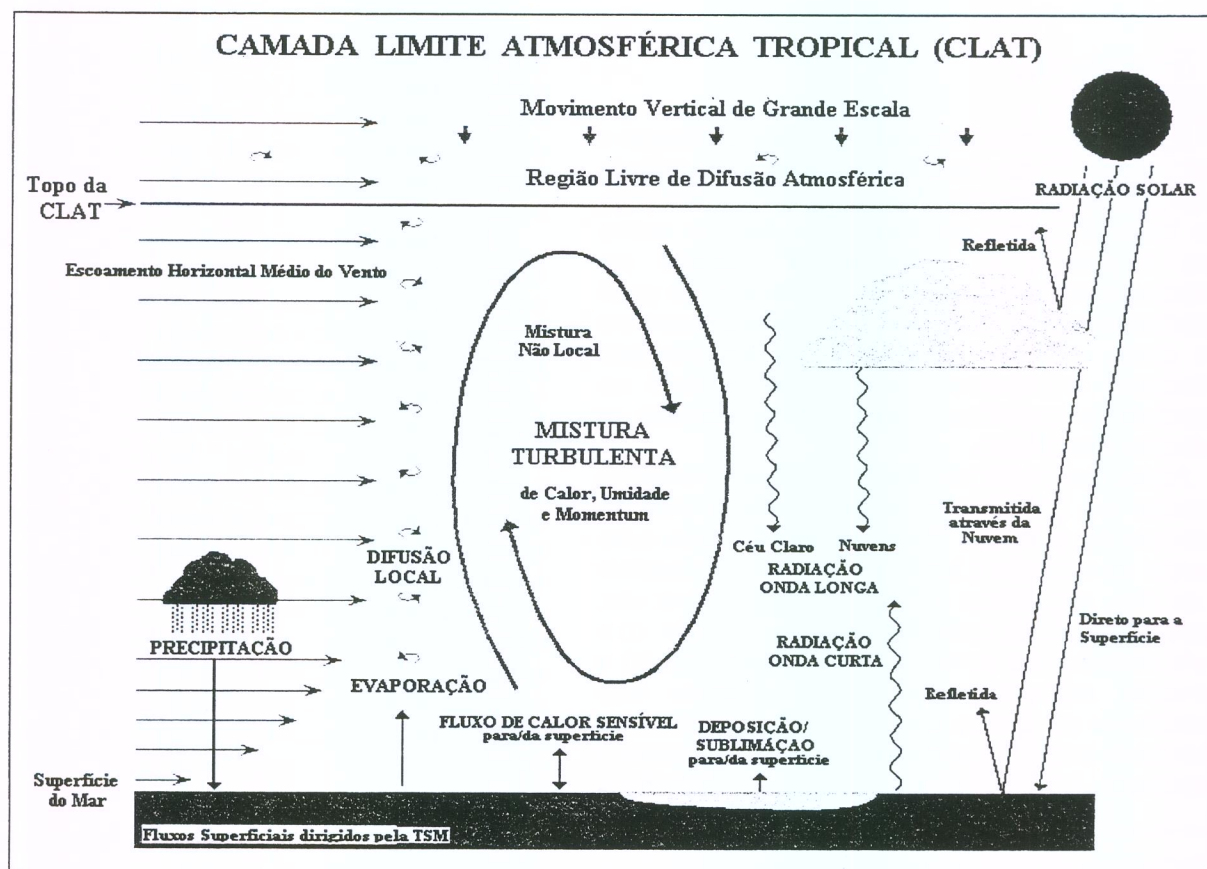 CAMADA LIMITE ATMOSFÉRICA TROPICAL (CLAT)
Movimento Vertical de Grande Escala
Região Livre de Difusão Atmosférica
Topo da
CLAT
RADIAÇÃO SOLAR
Refletida
Escoamento Horizontal Médio do Vento
Mistura
Não Local
MISTURA
TURBULENTA
de Calor, Umidade
e Momentum
Céu Claro
Nuvens
RADIAÇÃO
ONDA LONGA
Transmitida
através da
Nuvem
DIFUSÃO
LOCAL
PRECIPITAÇÃO
RADIAÇÃO
ONDA CURTA
Direto para a
Superfície
EVAPORAÇÃO
Refletida
FLUXO DE CALOR SENSÍVEL
para/da superficie
DEPOSIÇÃO/
SUBLIMÁÇAO
para/da superficie
Superfície
do Mar
Fluxos Superficiais dirigidos pela TSM